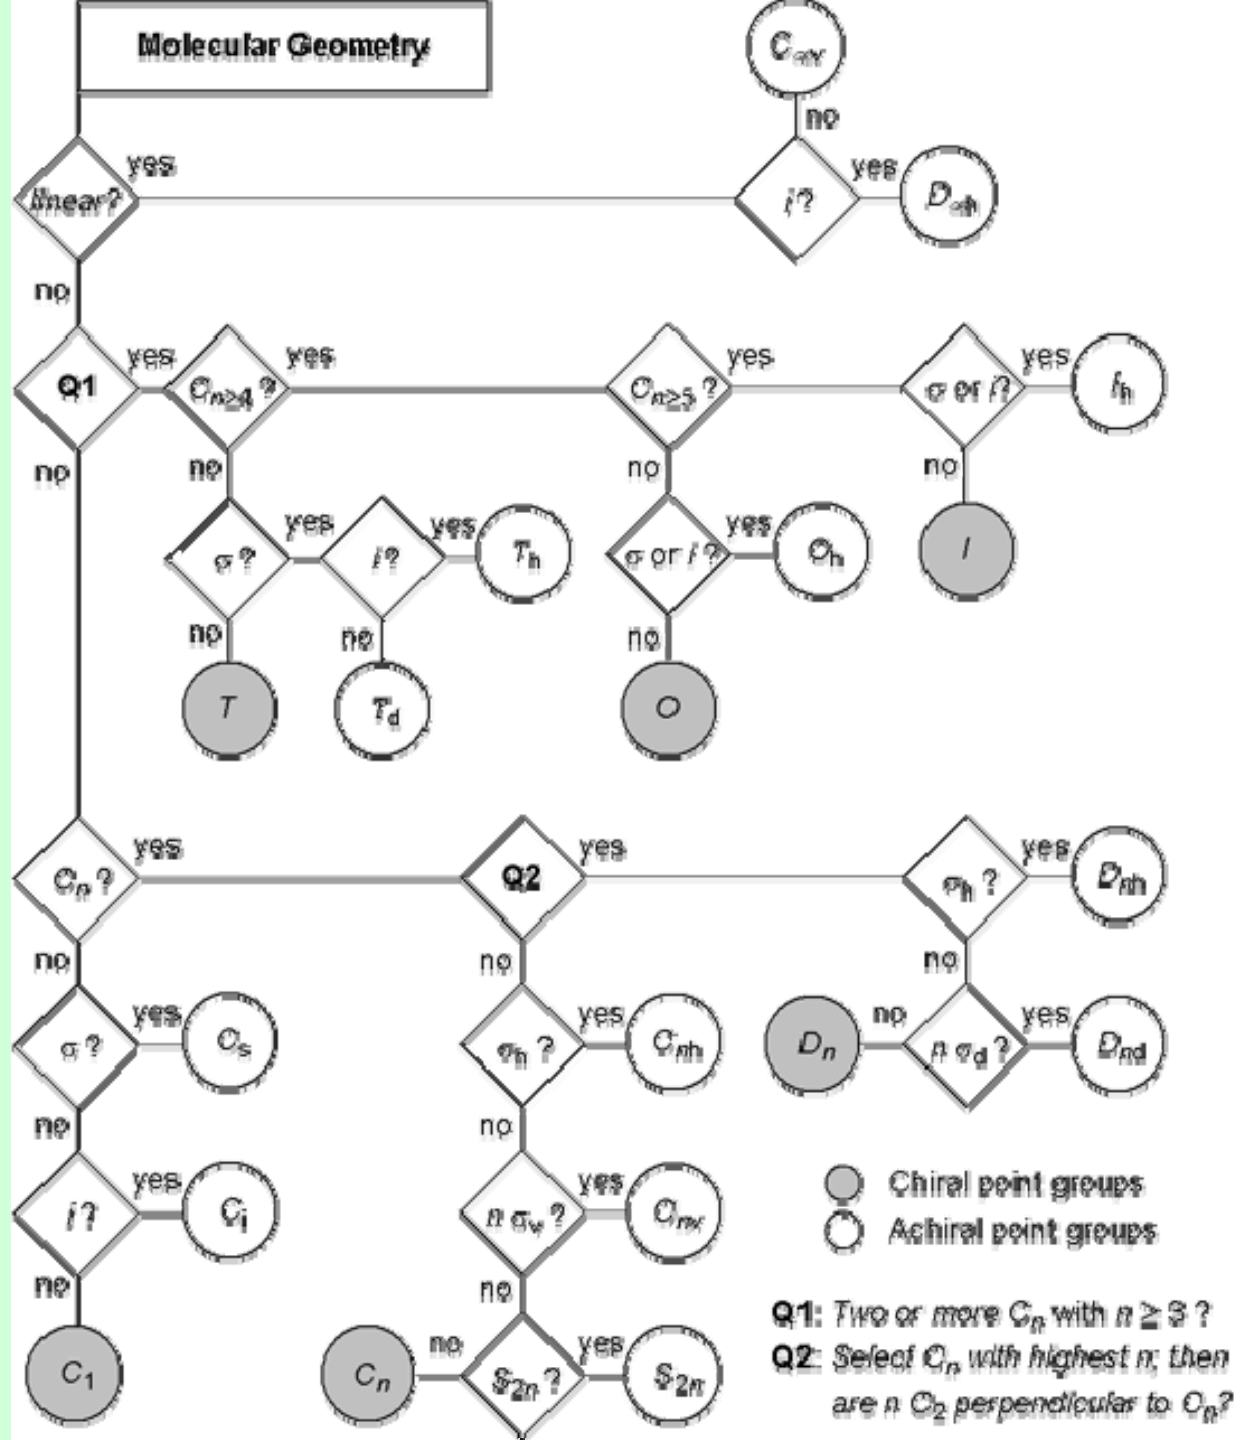 Molecular Geometry
C∞v
no
linear?
yes
i?
yes
D∞h
no
Q1
yes
Cn≥4?
yes
Cn≥5?
yes
σ or i?
yes
Ih
no
no
no
no
σ?
yes
i?
yes
Th
σ or i?
yes
Oh
I
no
no
no
T
Td
O
Cn?
yes
Q2
yes
σh?
yes
Dnh
no
no
no
σ?
yes
Cs
σh?
yes
Cnh
Dn
no
n σd?
yes
Dnd
no
no
i?
yes
Ci
n σv?
yes
Cnv
no
no
C1
Cn
no
S2n?
yes
S2n
Chiral point groups
Achiral point groups
Q1: Two or more Cn with n ≥ 3?
Q2: Select Cn with highest n; then
are n C2 perpendicular to Cn?